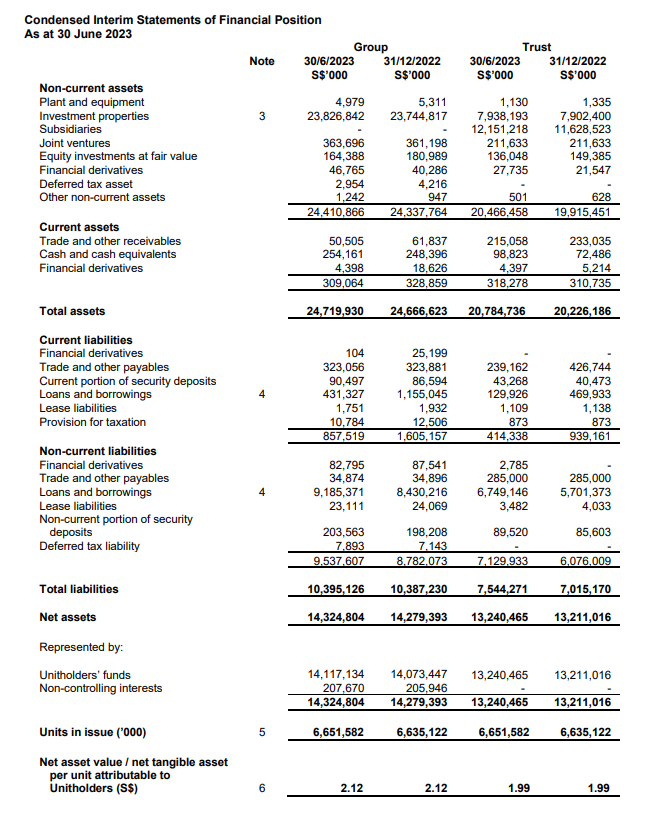 Condensed Interim Statements of Financial Position
As at 30 June 2023
Group Trust
Note 30/6/2023 31/12/2022 30/6/2023 31/12/2022
S$'000 S$'000 S$'000 S$'000
Non-current assets
Plant and equipment 4,979 5,311 1,130 1,335
Investment properties 3 23,826,842 23,744,817 7,938,193 7,902,400
Subsidiaries - - 12,151,218 11,628,523
Joint ventures 363,696 361,198 211,633 211,633
Equity investments at fair value 164,388 180,989 136,048 149,385
Financial derivatives 46,765 40,286 27,735 21,547
Deferred tax asset 2,954 4,216 - -
Other non-current assets 1,242 947 501 628
24,410,866 24,337,764 20,466,458 19,915,451
Current assets
Trade and other receivables 50,505 61,837 215,058 233,035
Cash and cash equivalents 254,161 248,396 98,823 72,486
Financial derivatives 4,398 18,626 4,397 5,214
309,064 328,859 318,278 310,735
Total assets 24,719,930 24,666,623 20,784,736 20,226,186
Current liabilities
Financial derivatives 104 25,199 - -
Trade and other payables 323,056 323,881 239,162 426,744
Current portion of security deposits 90,497 86,594 43,268 40,473
Loans and borrowings 4 431,327 1,155,045 129,926 469,933
Lease liabilities 1,751 1,932 1,109 1,138
Provision for taxation 10,784 12,506 873 873
857,519 1,605,157 414,338 939,161
Non-current liabilities
Financial derivatives 82,795 87,541 2,785 -
Trade and other payables 34,874 34,896 285,000 285,000
Loans and borrowings 4 9,185,371 8,430,216 6,749,146 5,701,373
Lease liabilities 23,111 24,069 3,482 4,033
Non-current portion of security
deposits 203,563 198,208 89,520 85,603
Deferred tax liability 7,893 7,143 - -
9,537,607 8,782,073 7,129,933 6,076,009
Total liabilities 10,395,126 10,387,230 7,544,271 7,015,170
Net assets 14,324,804 14,279,393 13,240,465 13,211,016
Represented by:
Unitholders' funds 14,117,134 14,073,447 13,240,465 13,211,016
Non-controlling interests 207,670 205,946 - -
14,324,804 14,279,393 13,240,465 13,211,016
Units in issue ('000) 5 6,651,582 6,635,122 6,651,582 6,635,122
Net asset value / net tangible asset
per unit attributable to
Unitholders (S$) 6 2.12 2.12 1.99 1.99